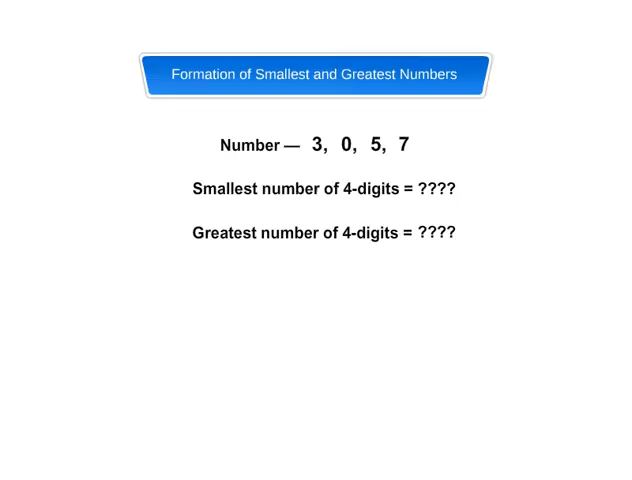 Formation of Smallest and Greatest Numbers
Number — 3, 0, 5, 7
Smallest number of 4-digits = ????
Greatest number of 4-digits = ????